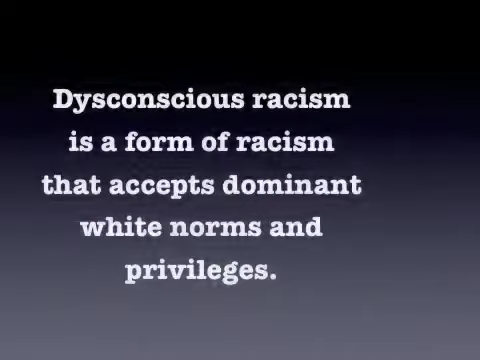 Dysconscious racism
is a form of racism
that accepts dominant
white norms and
privileges.